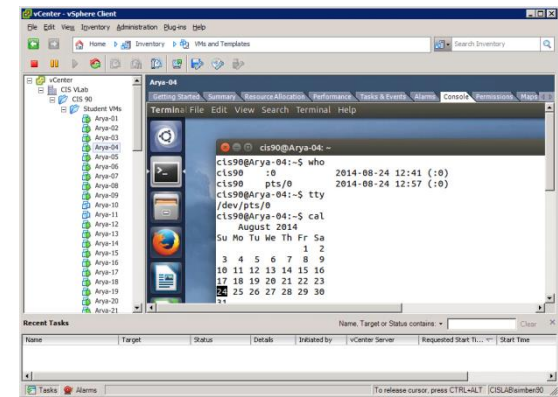 vCenter - vSphere Client
File Edit View Inventory Administration Plug-ins Help
Home Inventory VMs and Templates Search Inventory
vCenter
CIS VLab
CIS 90
Student VMs
Arya-01
Arya-02
Arya-03
Arya-04
Arya-05
Arya-06
Arya-07
Arya-08
Arya-09
Arya-10
Arya-11
Arya-12
Arya-13
Arya-14
Arya-15
Arya-16
Arya-17
Arya-18
Arya-19
Arya-20
Arya-21
Arya-04
Getting Started Summary Resource Allocation Performance Tasks & Events Alarms Console Permissions Maps
Terminal File Edit View Search Terminal Help
cis90@Arya-04: ~
cis90@Arya-04:~$ who
cis90 :0 2014-08-24 12:41 (:0)
cis90 pts/0 2014-08-24 12:57 (:0)
cis90@Arya-04:~$ tty
/dev/pts/0
cis90@Arya-04:~$ cal
August 2014
Su Mo Tu We Th Fr Sa
1 2
3 4 5 6 7 8 9
10 11 12 13 14 15 16
17 18 19 20 21 22 23
24 25 26 27 28 29 30
31
Recent Tasks Name, Target or Status contains: Clear
Name Target Status Details Initiated by vCenter Server Requested Start Ti... Start Time
Tasks Alarms To release cursor, press CTRL+ALT CISLAB\simben90